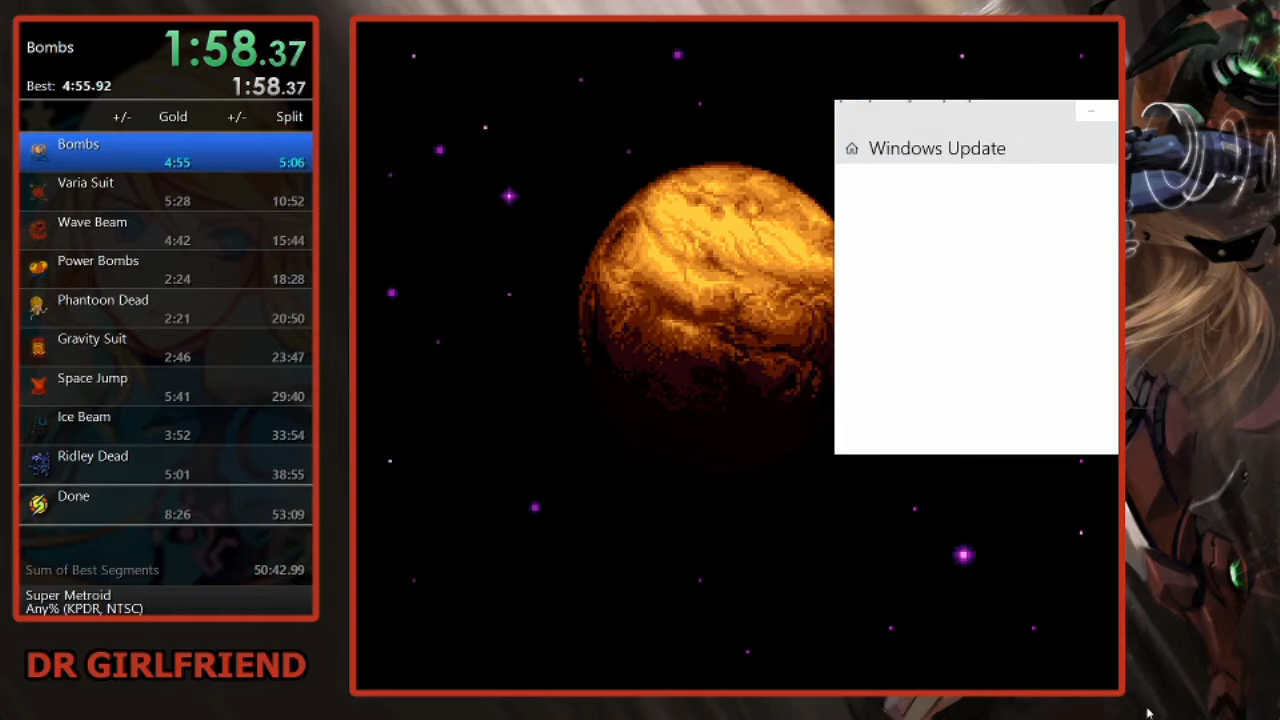 Bombs 1:58.37
Best: 4:55.92 1:58.37
+/- Gold +/- Split
Bombs
4:55 5:06
Varia Suit
5:28 10:52
Wave Beam
4:42 15:44
Power Bombs
2:24 18:28
Phantoon Dead
2:21 20:50
Gravity Suit
2:46 23:47
Space Jump
5:41 29:40
Ice Beam
3:52 33:54
Ridley Dead
5:01 38:55
Done
8:26 53:09
Sum of Best Segments 50:42.99
Super Metroid
Any% (KPDR, NTSC)
DR GIRLFRIEND
Windows Update